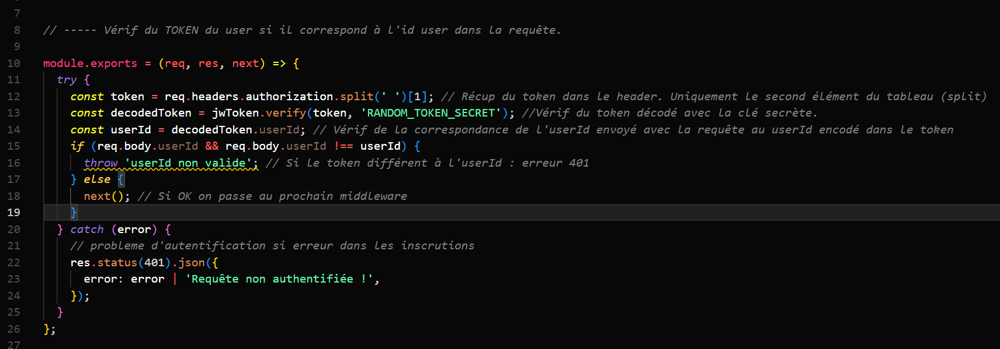 7
8 // ----- Vérif du TOKEN du user si il correspond à l'id user dans la requête.
9
10 module.exports = (req, res, next) => {
11 try {
12 const token = req.headers.authorization.split(' ')[1]; // Récup du token dans le header. Uniquement le second élément du tableau (split)
13 const decodedToken = jwToken.verify(token, 'RANDOM_TOKEN_SECRET'); //Vérif du token décodé avec la clé secrète.
14 const userId = decodedToken.userId; // Vérif de la correspondance de l'userId envoyé avec la requête au userId encodé dans le token
15 if (req.body.userId && req.body.userId !== userId) {
16 throw 'userId non valide'; // Si le token différent à l'userId : erreur 401
17 } else {
18 next(); // Si OK on passe au prochain middleware
19 }
20 } catch (error) {
21 // probleme d'autentification si erreur dans les inscrutions
22 res.status(401).json({
23 error: error | 'Requête non authentifiée !',
24 });
25 }
26 };
27